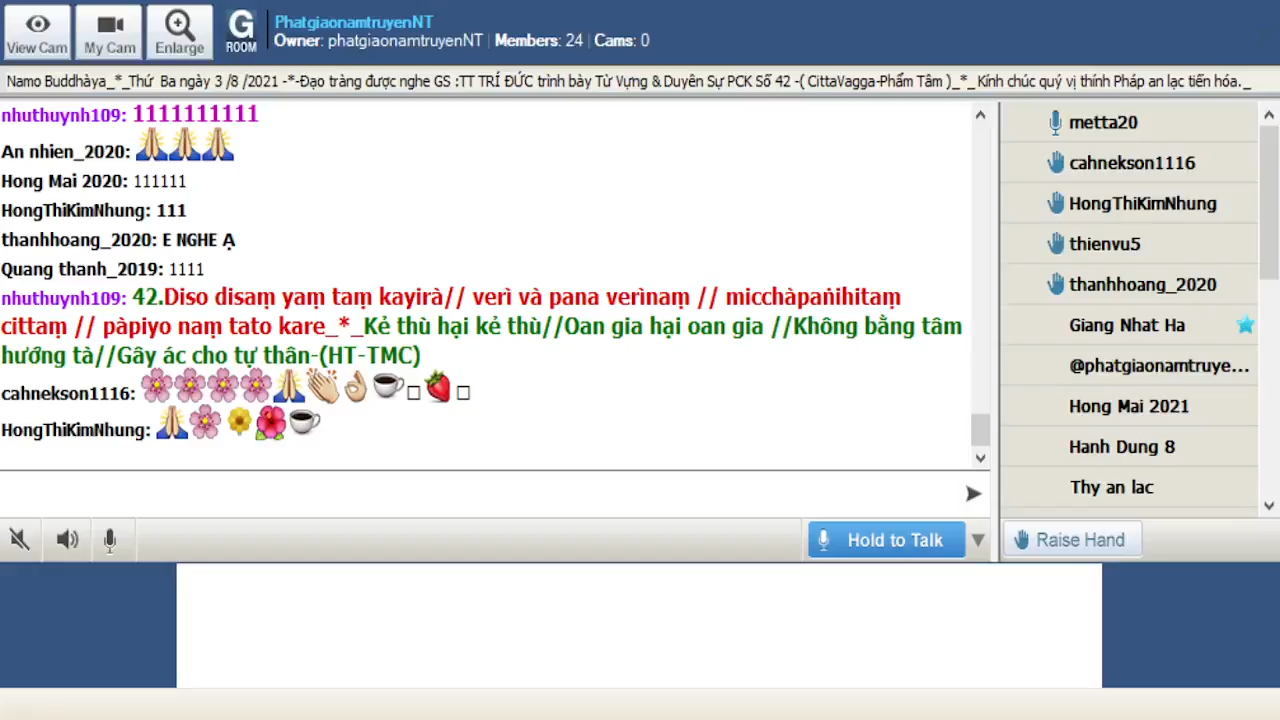 View Cam
My Cam
Enlarge
G
ROOM
PhatgiaonamtruyenNT
Owner: phatgiaonamtruyenNT | Members: 24 | Cams: 0
Namo Buddhàya_*_Thứ Ba ngày 3 /8 /2021 -*-Đạo tràng được nghe GS :TT TRÍ ĐỨC trình bày Từ Vựng & Duyên Sự PCK Số 42 -( CittaVagga-Phẩm Tâm )_*_Kính chúc quý vị thính Pháp an lạc tiến hóa._
nhuthuynh109: 1111111111
An nhien_2020: 🙏🙏🙏
Hong Mai 2020: 111111
HongThiKimNhung: 111
thanhhoang_2020: E NGHE Ạ
Quang thanh_2019: 1111
nhuthuynh109: 42.Diso disaṃ yaṃ taṃ kayirà// verì và pana verìnaṃ // micchàpaṅihitaṃ
cittaṃ // pàpiyo naṃ tato kare_*_Kẻ thù hại kẻ thù//Oan gia hại oan gia //Không bằng tâm
hướng tà//Gây ác cho tự thân-(HT-TMC)
cahnekson1116: 🌸🌸🌸🌸🙏👏👌☕□🍓□
HongThiKimNhung: 🙏🌸🌻🌺☕
Hold to Talk
metta20
cahnekson1116
HongThiKimNhung
thienvu5
thanhhoang_2020
Giang Nhat Ha
@phatgiaonamtruye...
Hong Mai 2021
Hanh Dung 8
Thy an lac
Raise Hand